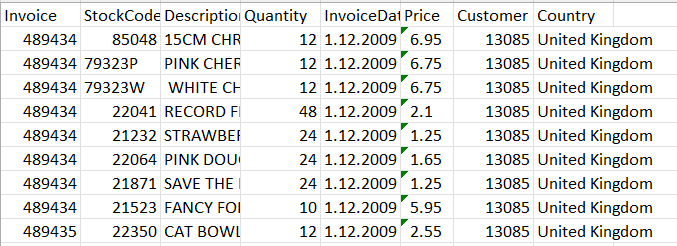 Invoice StockCode Description Quantity InvoiceDat Price Customer Country
489434 85048 15CM CHR 12 1.12.2009 6.95 13085 United Kingdom
489434 79323P PINK CHER 12 1.12.2009 6.75 13085 United Kingdom
489434 79323W WHITE CH 12 1.12.2009 6.75 13085 United Kingdom
489434 22041 RECORD F 48 1.12.2009 2.1 13085 United Kingdom
489434 21232 STRAWBE 24 1.12.2009 1.25 13085 United Kingdom
489434 22064 PINK DOU 24 1.12.2009 1.65 13085 United Kingdom
489434 21871 SAVE THE 24 1.12.2009 1.25 13085 United Kingdom
489434 21523 FANCY FO 10 1.12.2009 5.95 13085 United Kingdom
489435 22350 CAT BOWL 12 1.12.2009 2.55 13085 United Kingdom